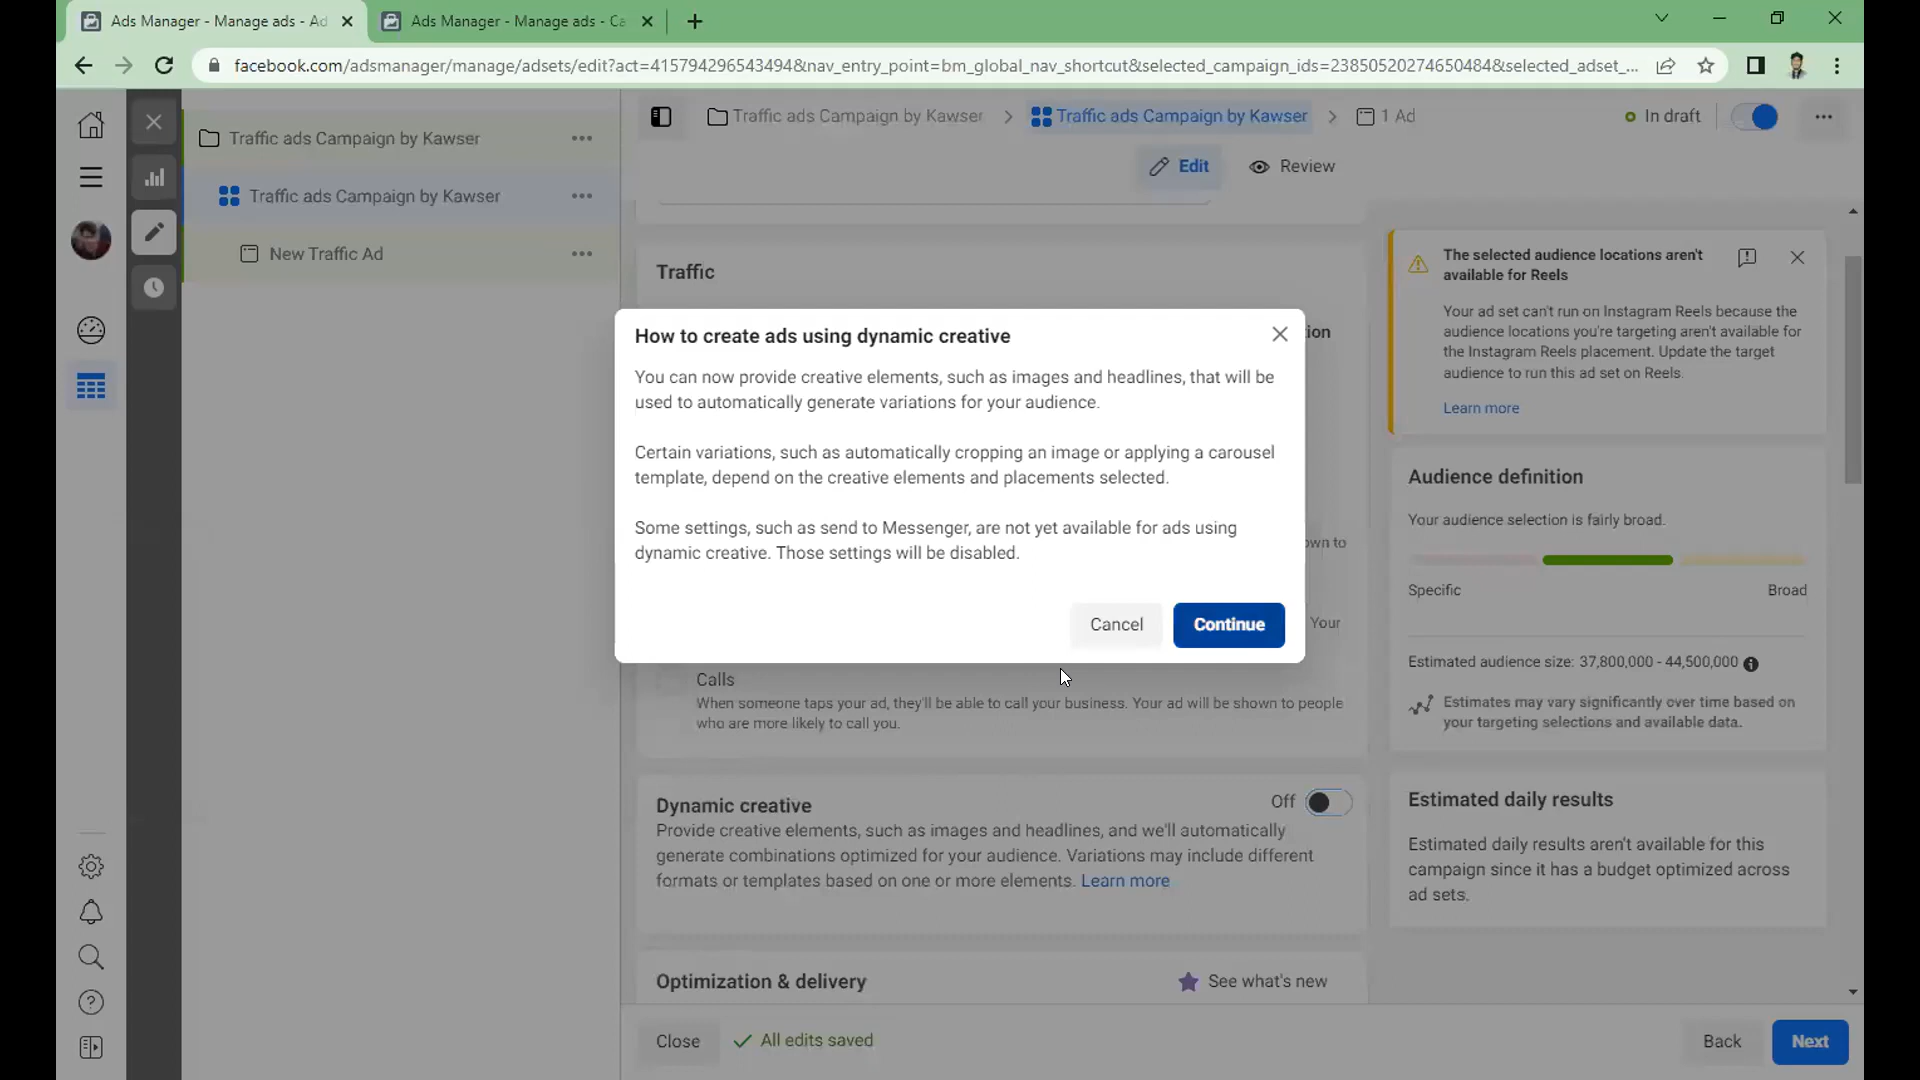 Ads Manager - Manage ads - Ad
Ads Manager - Manage ads - Ca
facebook.com/adsmanager/manage/adsets/edit?act=415794296543494&nav_entry_point=bm_global_nav_shortcut&selected_campaign_ids=23850520274650484&selected_adset_...
Traffic ads Campaign by Kawser
Traffic ads Campaign by Kawser
New Traffic Ad
Traffic ads Campaign by Kawser
Traffic ads Campaign by Kawser
1 Ad
In draft
Edit
Review
Traffic
How to create ads using dynamic creative
You can now provide creative elements, such as images and headlines, that will be
used to automatically generate variations for your audience.
Certain variations, such as automatically cropping an image or applying a carousel
template, depend on the creative elements and placements selected.
Some settings, such as send to Messenger, are not yet available for ads using
dynamic creative. Those settings will be disabled.
Cancel
Continue
Your
Calls
When someone taps your ad, they'll be able to call your business. Your ad will be shown to people
who are more likely to call you.
Dynamic creative
Off
Provide creative elements, such as images and headlines, and we'll automatically
generate combinations optimized for your audience. Variations may include different
formats or templates based on one or more elements. Learn more
Optimization & delivery
See what's new
The selected audience locations aren't
available for Reels
Your ad set can't run on Instagram Reels because the
audience locations you're targeting aren't available for
the Instagram Reels placement. Update the target
audience to run this ad set on Reels.
Learn more
Audience definition
Your audience selection is fairly broad.
Specific
Broad
Estimated audience size: 37,800,000 - 44,500,000
Estimates may vary significantly over time based on
your targeting selections and available data.
Estimated daily results
Estimated daily results aren't available for this
campaign since it has a budget optimized across
ad sets.
Close
All edits saved
Back
Next